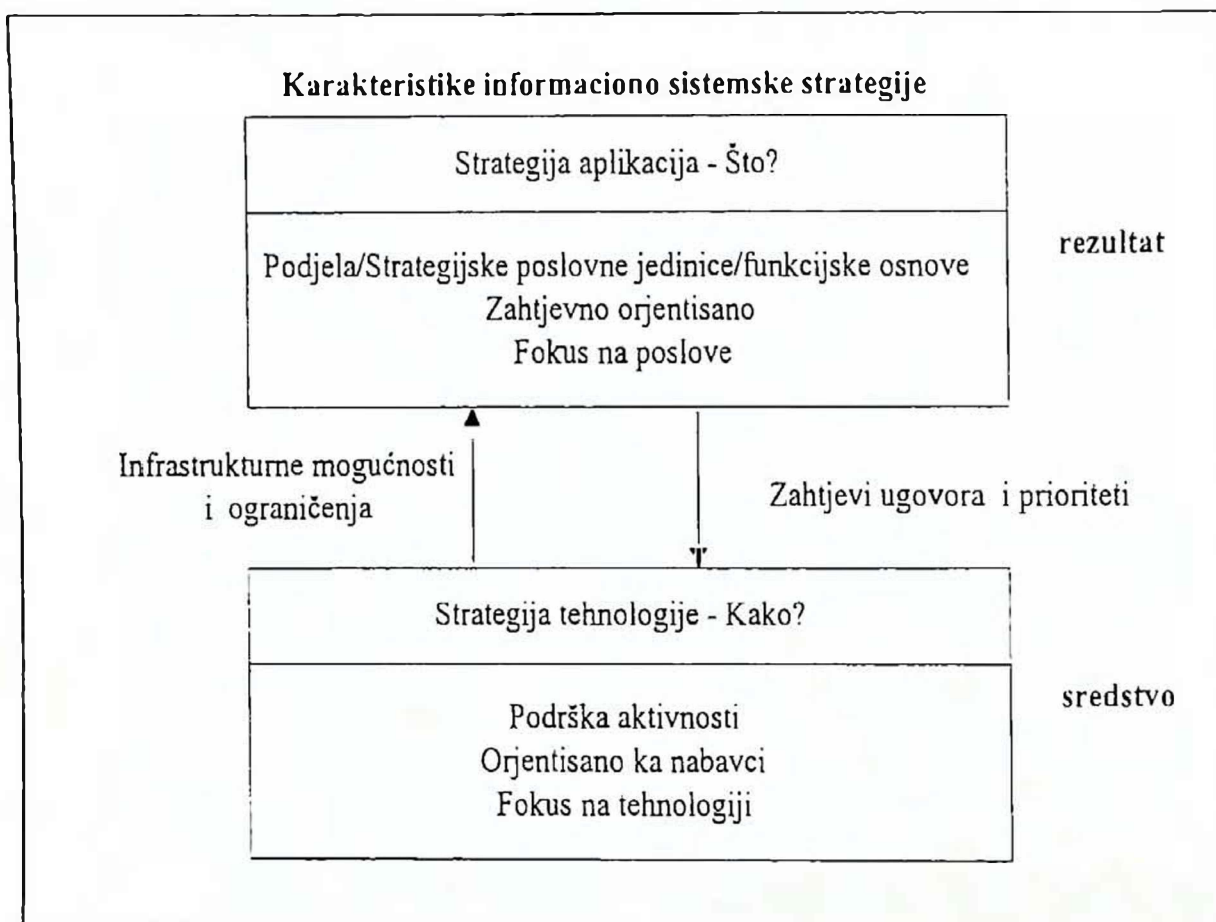 Karakteristike informaciono sistemske strategije
Strategija aplikacija - Što?
rezultat
Podjela/Strategijske poslovne jedinice/funkcijske osnove
Zahtjevno orjentisano
Fokus na poslove
Infrastrukturne mogućnosti
i ograničenja
Zahtjevi ugovora i prioriteti
Strategija tehnologije - Kako?
sredstvo
Podrška aktivnosti
Orjentisano ka nabavci
Fokus na tehnologiji